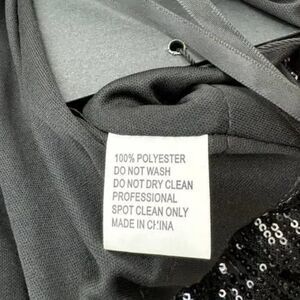 100% POLYESTER
DO NOT WASH
DO NOT DRY CLEAN
PROFESSIONAL
SPOT CLEAN ONLY
MADE IN CHINA